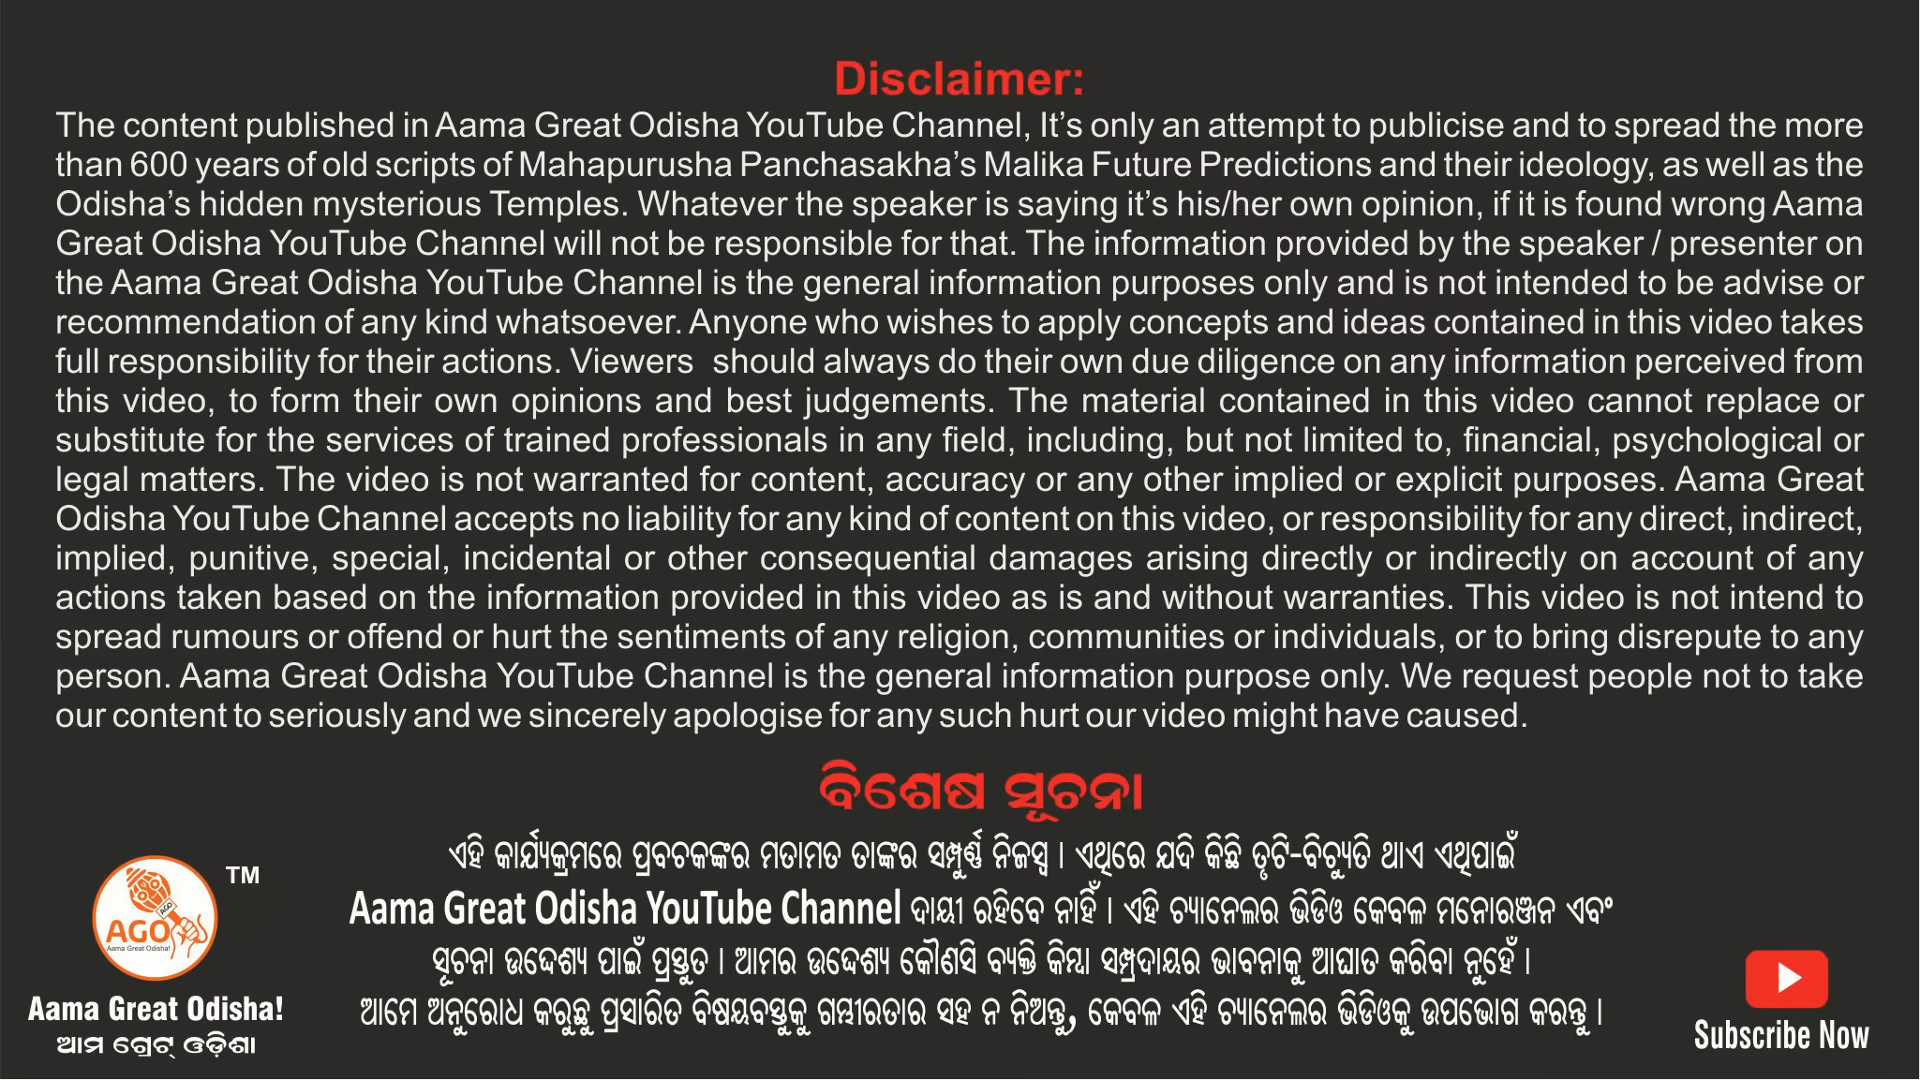 Disclaimer:
The content published in Aama Great Odisha YouTube Channel, It’s only an attempt to publicise and to spread the more
than 600 years of old scripts of Mahapurusha Panchasakha’s Malika Future Predictions and their ideology, as well as the
Odisha’s hidden mysterious Temples. Whatever the speaker is saying it’s his/her own opinion, if it is found wrong Aama
Great Odisha YouTube Channel will not be responsible for that. The information provided by the speaker / presenter on
the Aama Great Odisha YouTube Channel is the general information purposes only and is not intended to be advise or
recommendation of any kind whatsoever. Anyone who wishes to apply concepts and ideas contained in this video takes
full responsibility for their actions. Viewers should always do their own due diligence on any information perceived from
this video, to form their own opinions and best judgements. The material contained in this video cannot replace or
substitute for the services of trained professionals in any field, including, but not limited to, financial, psychological or
legal matters. The video is not warranted for content, accuracy or any other implied or explicit purposes. Aama Great
Odisha YouTube Channel accepts no liability for any kind of content on this video, or responsibility for any direct, indirect,
implied, punitive, special, incidental or other consequential damages arising directly or indirectly on account of any
actions taken based on the information provided in this video as is and without warranties. This video is not intend to
spread rumours or offend or hurt the sentiments of any religion, communities or individuals, or to bring disrepute to any
person. Aama Great Odisha YouTube Channel is the general information purpose only. We request people not to take
our content to seriously and we sincerely apologise for any such hurt our video might have caused.
ବିଶେଷ ସୂଚନା
ଏହି କାର୍ଯ୍ୟକ୍ରମରେ ପ୍ରବଚକଙ୍କର ମତାମତ ତାଙ୍କର ସମ୍ପୂର୍ଣ୍ଣ ନିଜସ୍ୱ । ଏଥିରେ ଯଦି କିଛି ତୃଟି-ବିଚ୍ୟୁତି ଥାଏ ଏଥିପାଇଁ
Aama Great Odisha YouTube Channel ଦାୟୀ ରହିବେ ନାହିଁ । ଏହି ଚ୍ୟାନେଲର ଭିଡିଓ କେବଳ ମନୋରଞ୍ଜନ ଏବଂ
ସୂଚନା ଉଦ୍ଦେଶ୍ୟ ପାଇଁ ପ୍ରସ୍ତୁତ । ଆମର ଉଦ୍ଦେଶ୍ୟ କୌଣସି ବ୍ୟକ୍ତି କିମ୍ବା ସମ୍ପ୍ରଦାୟର ଭାବନାକୁ ଆଘାତ କରିବା ନୁହେଁ ।
ଆମେ ଅନୁରୋଧ କରୁଛୁ ପ୍ରସାରିତ ବିଷୟବସ୍ତୁକୁ ଗମ୍ଭୀରତାର ସହ ନ ନିଅନ୍ତୁ, କେବଳ ଏହି ଚ୍ୟାନେଲର ଭିଡିଓକୁ ଉପଭୋଗ କରନ୍ତୁ ।
TM
AGO
AGO
Aama Great Odisha!
Aama Great Odisha!
ଆମ ଗ୍ରେଟ୍ ଓଡ଼ିଶା
Subscribe Now